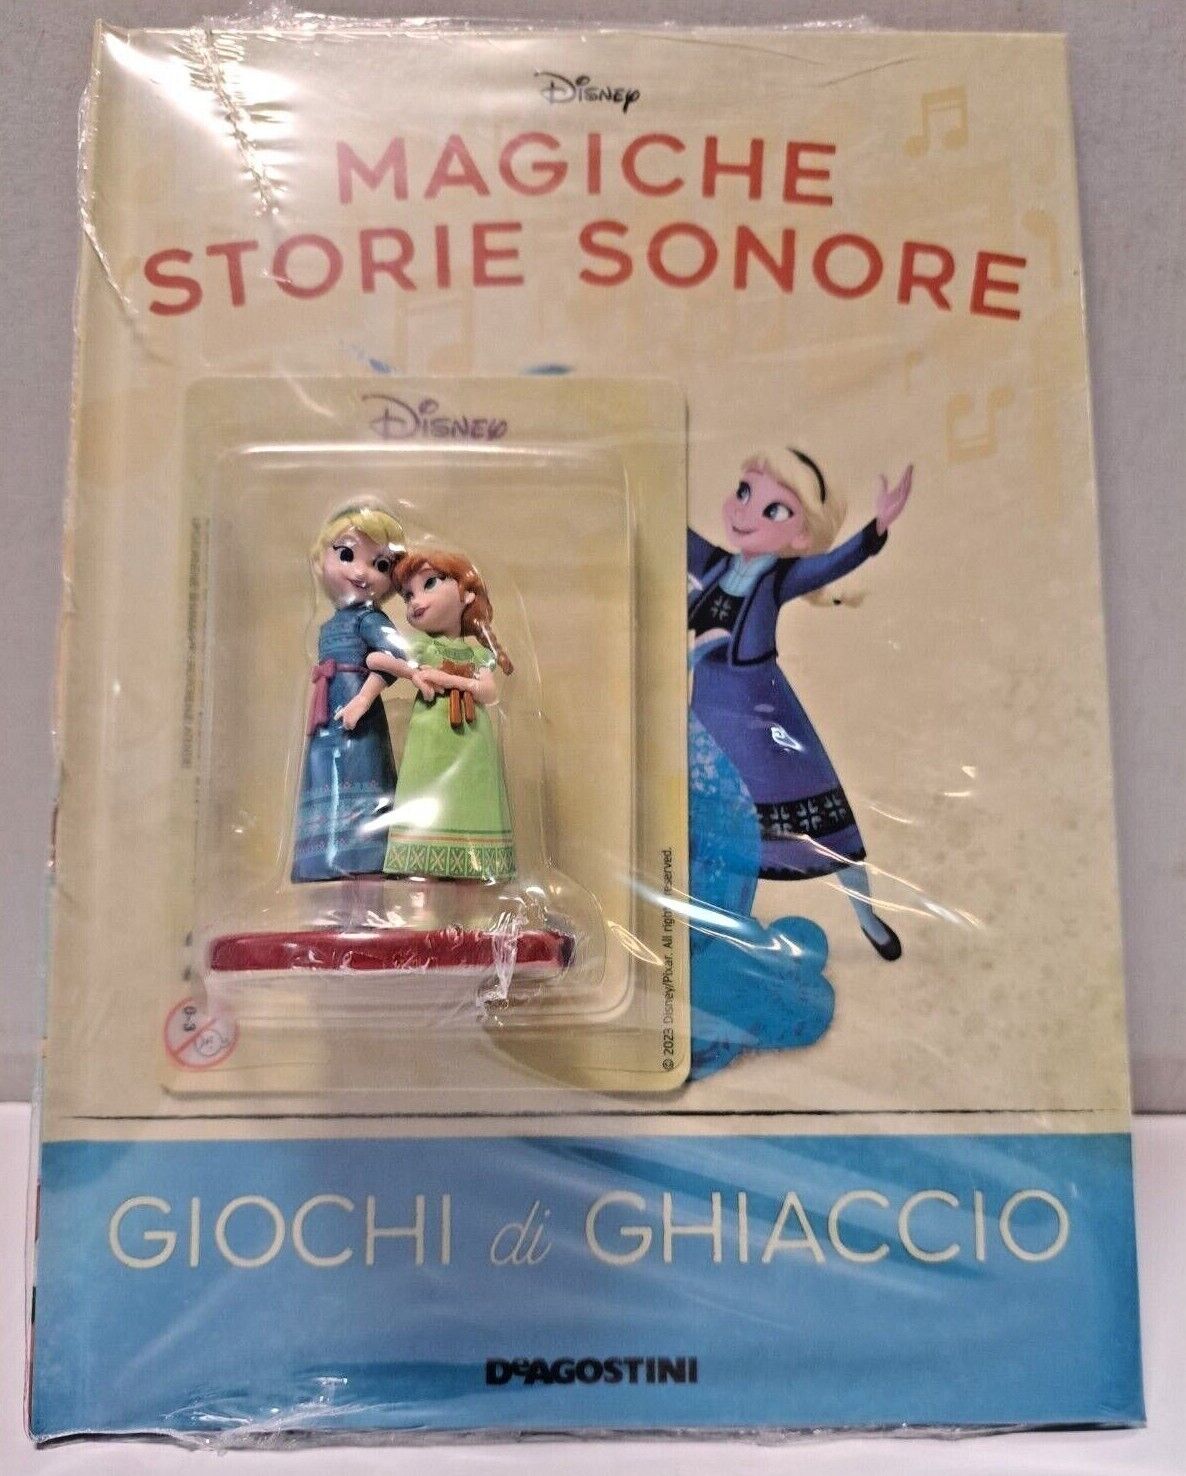 Disney
MAGICHE
STORIE SONORE
Disney
© 2023 Disney/Pixar. All rights reserved.
0-3
GIOCHI di GHIACCIO
DeAGOSTINI